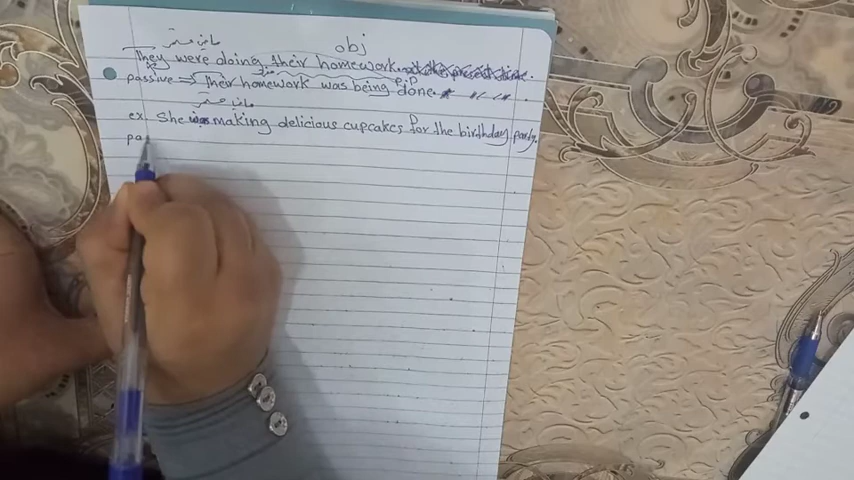 ماضي مستمر obj
They were doing their homework.
passive → Their homework was being done.
P.P
ماضي مستمر
ex She was making delicious cupcakes for the birthday party.
pa